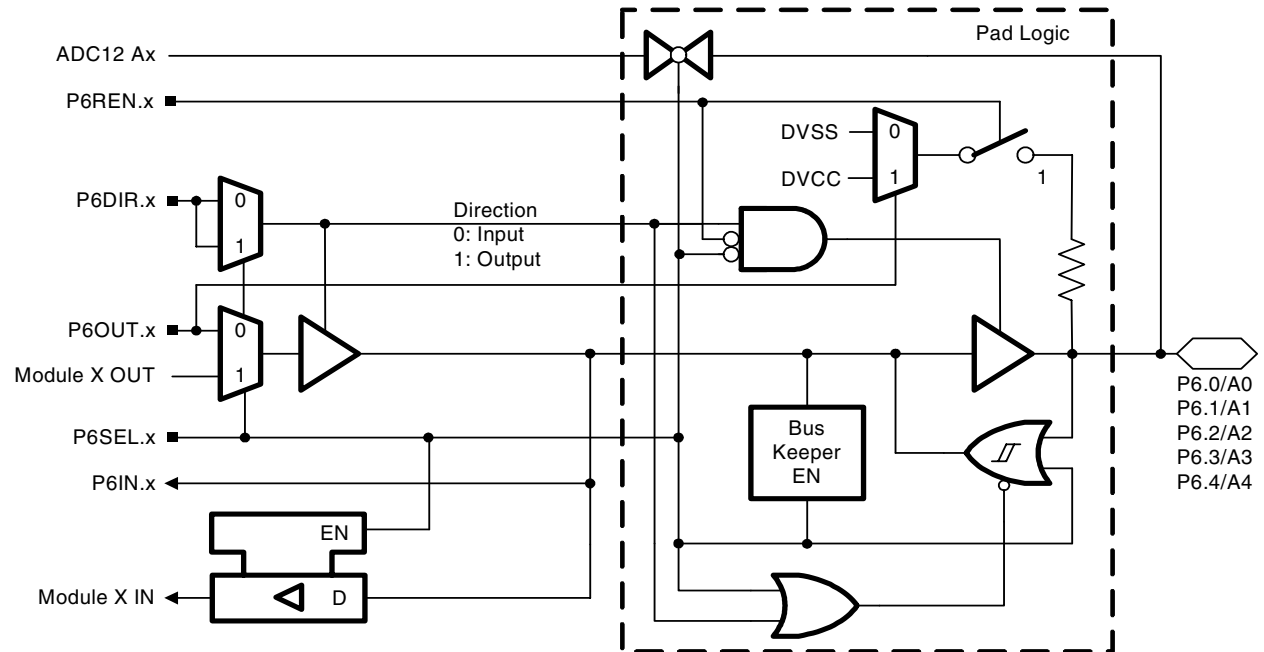 Pad Logic
ADC12 Ax
P6REN.x
DVSS
0
DVCC
1
1
P6DIR.x
0
1
Direction
0: Input
1: Output
P6OUT.x
0
Module X OUT
1
P6.0/A0
P6.1/A1
P6.2/A2
P6.3/A3
P6.4/A4
P6SEL.x
Bus
Keeper
EN
P6IN.x
EN
Module X IN
D